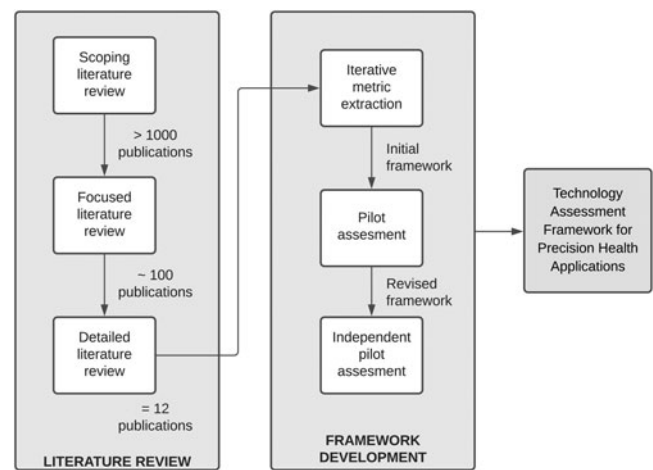 Scoping
literature
review
> 1000
publications
Focused
literature
review
~ 100
publications
Detailed
literature
review
= 12
publications
LITERATURE REVIEW
Iterative
metric
extraction
Initial
framework
Pilot
assesment
Revised
framework
Independent
pilot
assesment
FRAMEWORK
DEVELOPMENT
Technology
Assessment
Framework for
Precision Health
Applications